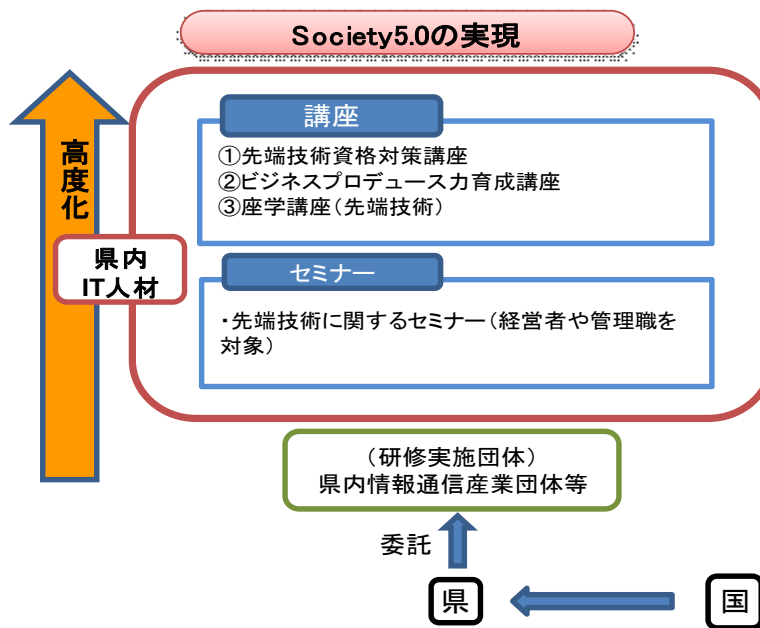 Society5.0の実現
高度化
県内
IT人材
講座
①先端技術資格対策講座
②ビジネスプロデュース力育成講座
③座学講座(先端技術)
セミナー
・先端技術に関するセミナー(経営者や管理職を
対象)
(研修実施団体)
県内情報通信産業団体等
委託
県
国